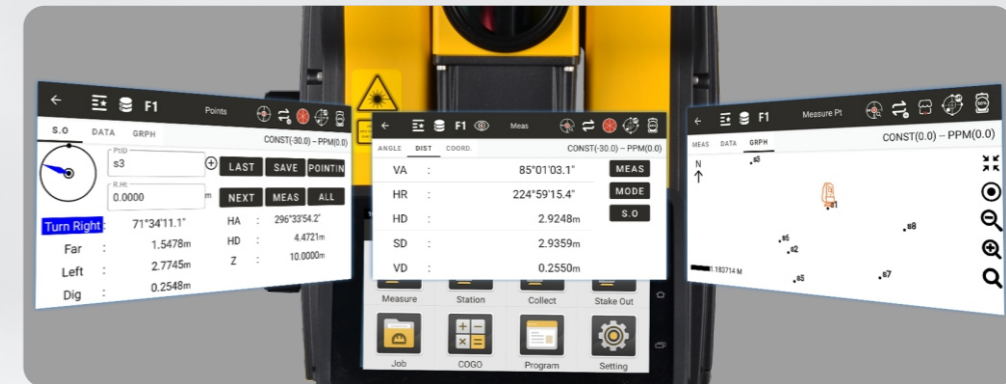 F1 Points
S.O DATA GRPH CONST(-30.0) – PPM(0.0)
PtID
s3 LAST SAVE POINTIN
R.Ht
0.0000 m NEXT MEAS ALL
Turn Right: 71°34'11.1" HA : 296°33'54.2"
Far : 1.5478m HD : 4.4721m
Left : 2.7745m Z : 10.0000m
Dig : 0.2548m
F1 Meas
ANGLE DIST COORD. CONST(-30.0) – PPM(0.0)
VA : 85°01'03.1" MEAS
HR : 224°59'15.4" MODE
HD : 2.9248m S.O
SD : 2.9359m
VD : 0.2550m
F1 Measure Pt
MEAS DATA GRPH CONST(0.0) – PPM(0.0)
N
.s3
.s8
.s2
.s5
.s7
Measure Station Collect Stake Out
Job COGO Program Setting